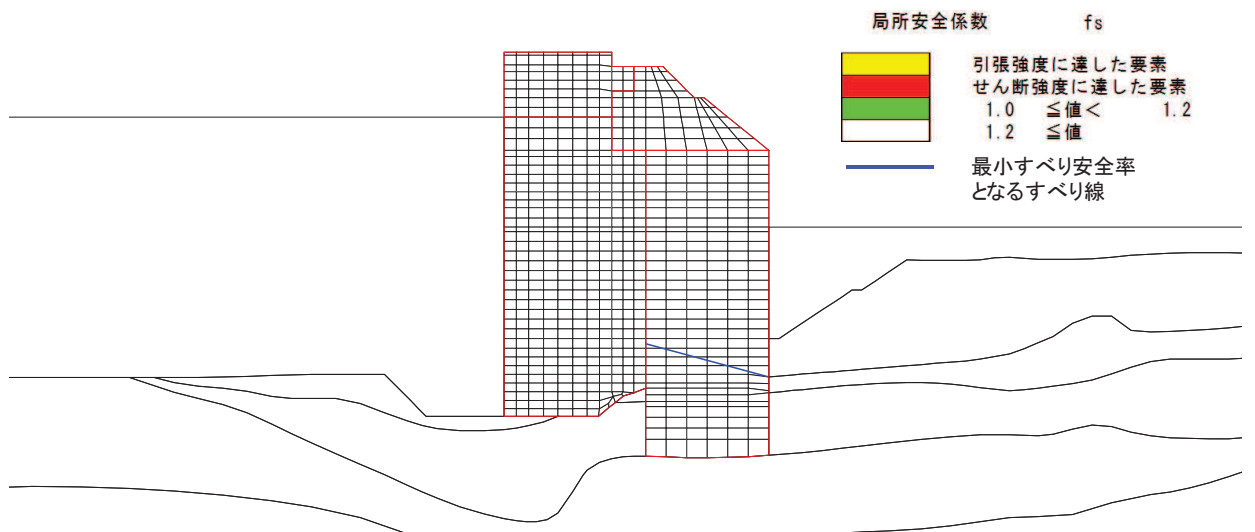 局所安全係数 fs
引張強度に達した要素
せん断強度に達した要素
1.0 ≦値< 1.2
1.2 ≦値
最小すべり安全率
となるすべり線